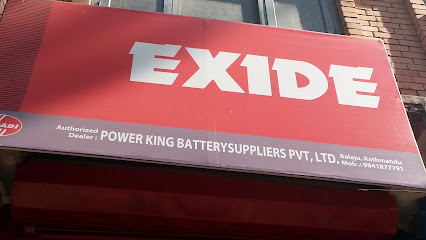 EXIDE
Authorized
Dealer : POWER KING BATTERYSUPPLIERS PVT, LTD.
Balaju, Kathmandu
Mob .: 9841877791